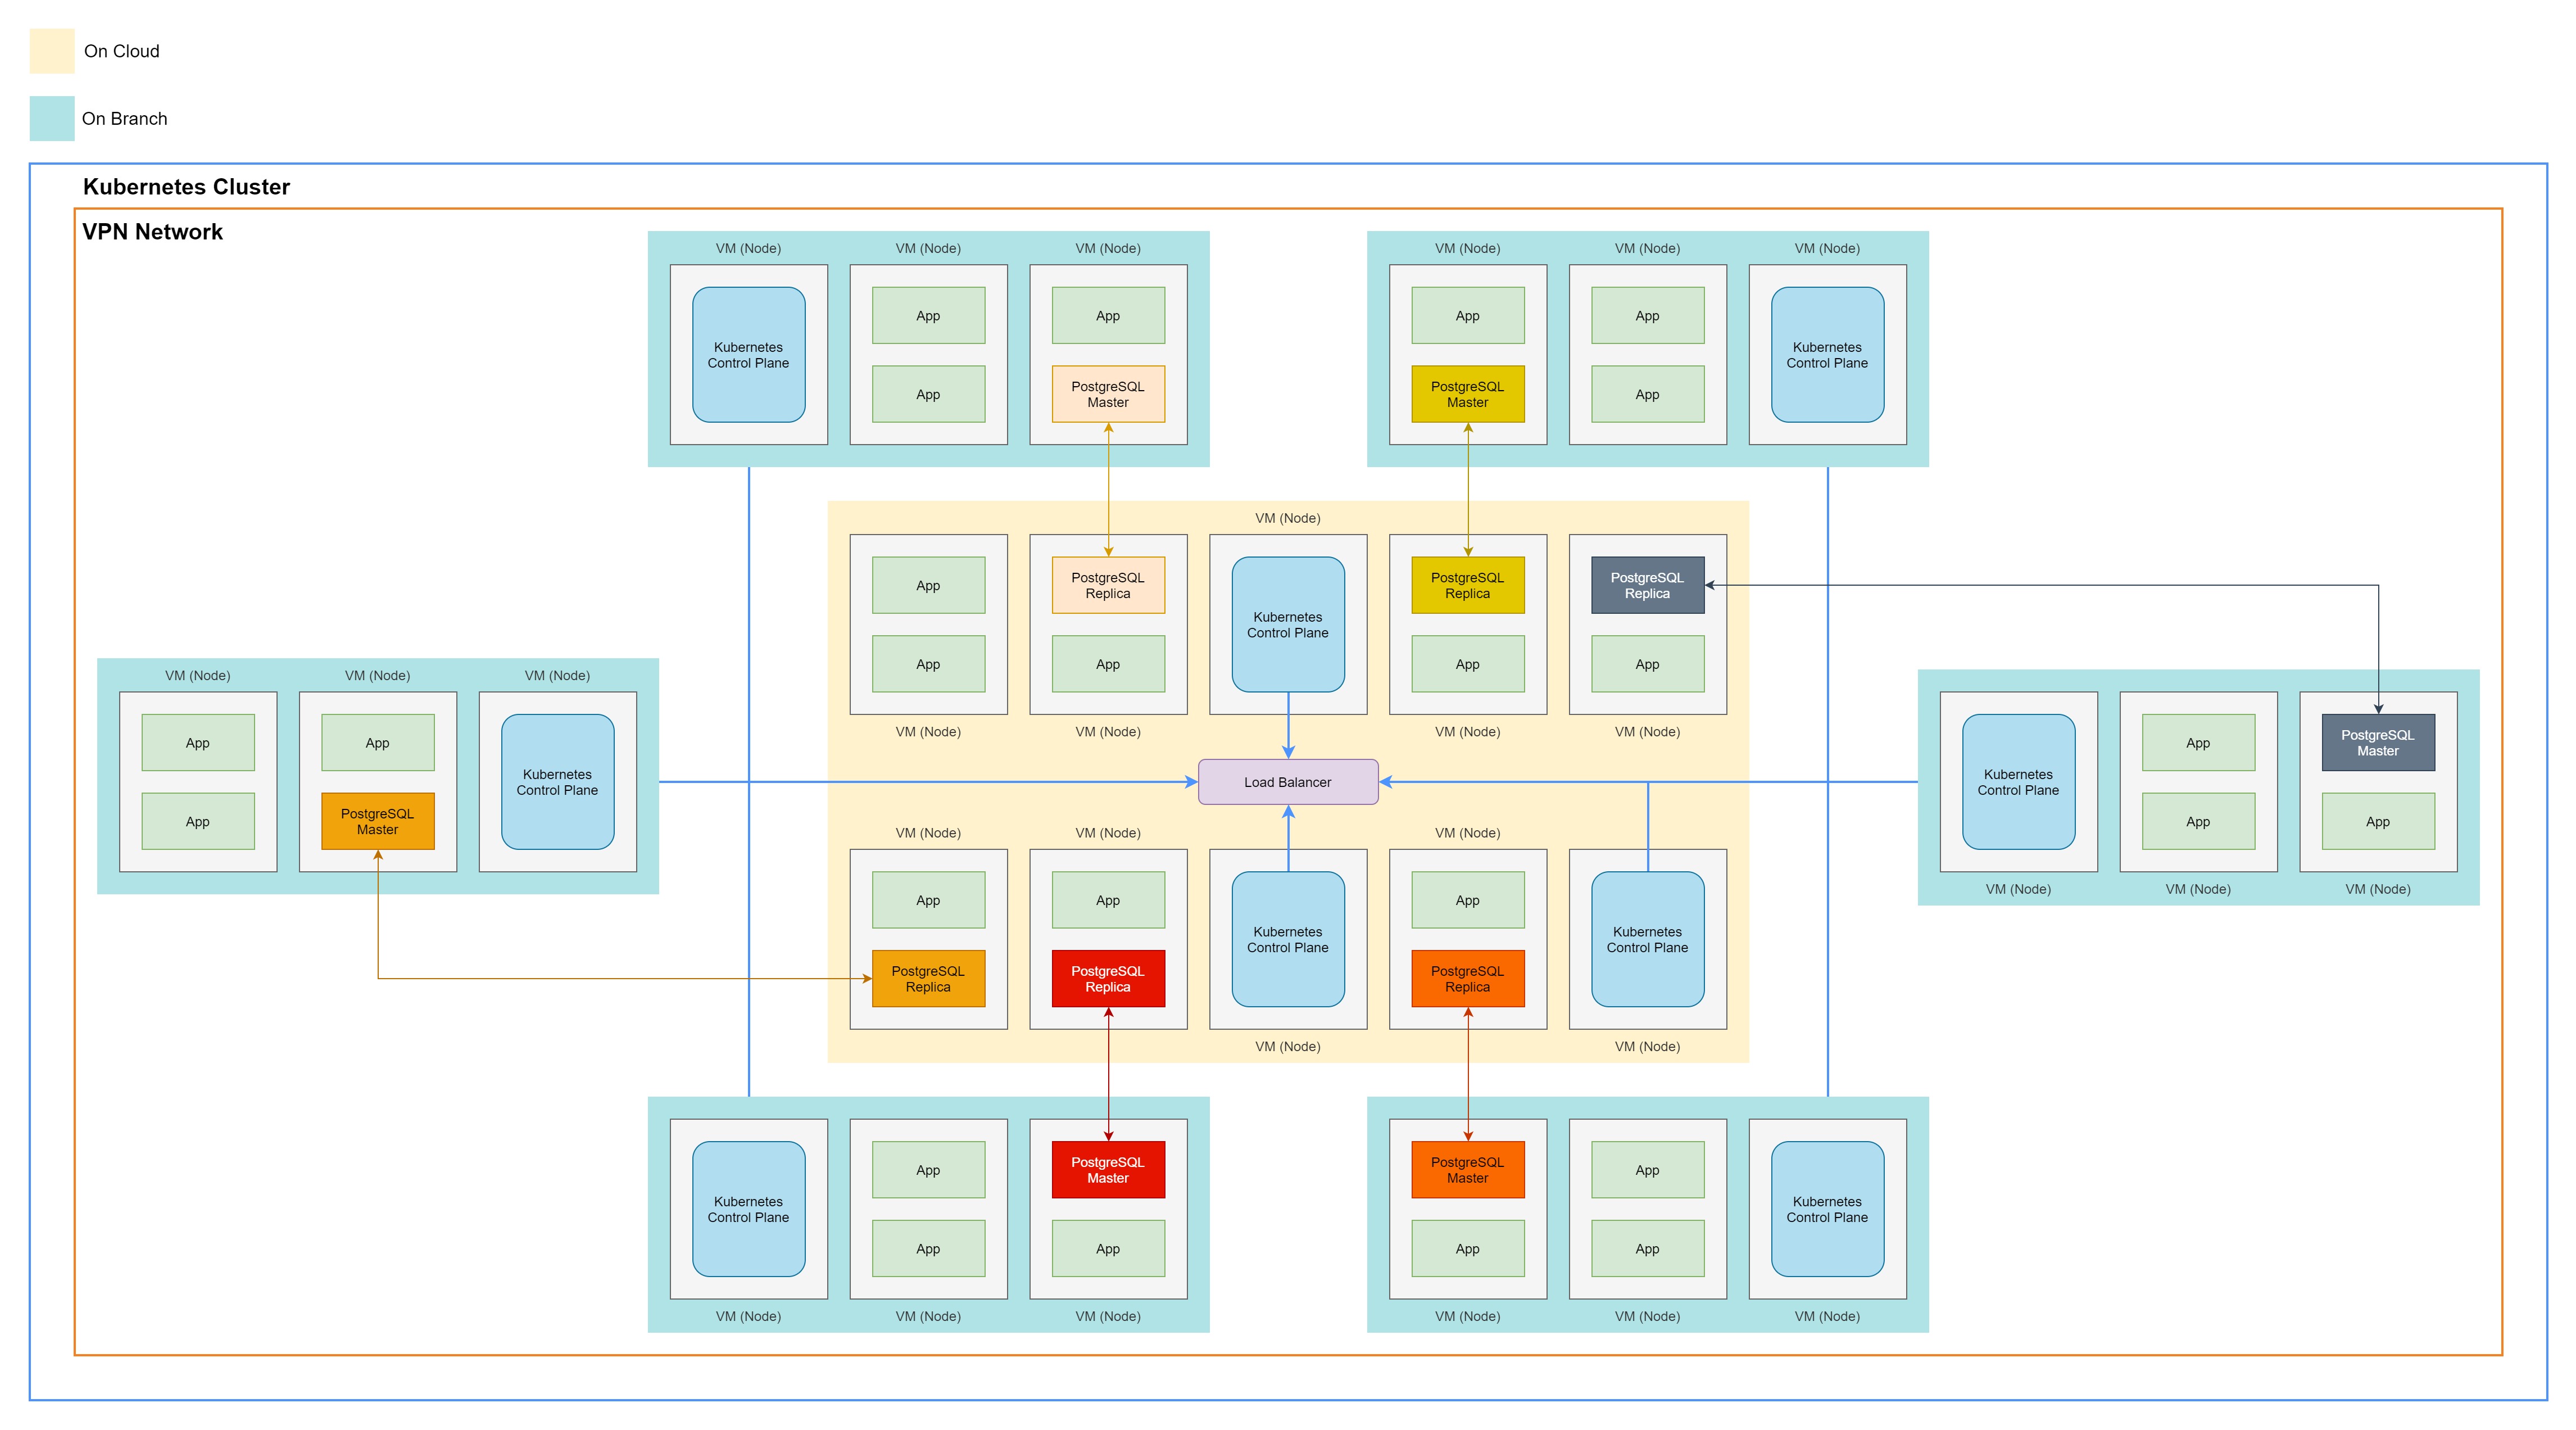 On Cloud
On Branch
Kubernetes Cluster
VPN Network
VM (Node)
VM (Node)
VM (Node)
Kubernetes
Control Plane
App
App
App
PostgreSQL
Master
VM (Node)
VM (Node)
VM (Node)
App
PostgreSQL
Master
App
App
Kubernetes
Control Plane
VM (Node)
App
App
PostgreSQL
Replica
App
Kubernetes
Control Plane
PostgreSQL
Replica
App
PostgreSQL
Replica
App
VM (Node)
VM (Node)
VM (Node)
VM (Node)
VM (Node)
VM (Node)
VM (Node)
App
App
App
PostgreSQL
Master
Kubernetes
Control Plane
Load Balancer
Kubernetes
Control Plane
App
App
PostgreSQL
Master
App
VM (Node)
VM (Node)
VM (Node)
VM (Node)
VM (Node)
VM (Node)
App
PostgreSQL
Replica
App
PostgreSQL
Replica
Kubernetes
Control Plane
App
PostgreSQL
Replica
Kubernetes
Control Plane
VM (Node)
VM (Node)
Kubernetes
Control Plane
App
App
PostgreSQL
Master
App
VM (Node)
VM (Node)
VM (Node)
PostgreSQL
Master
App
App
App
Kubernetes
Control Plane
VM (Node)
VM (Node)
VM (Node)